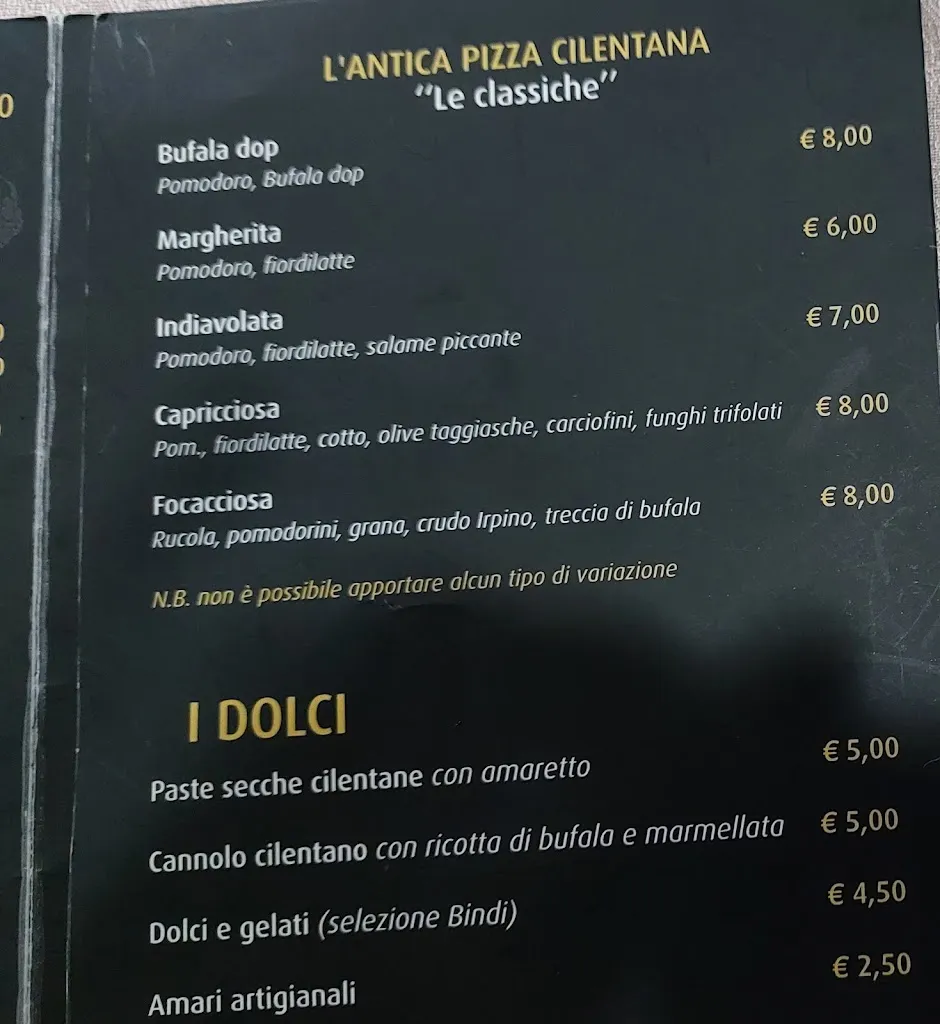 L'ANTICA PIZZA CILENTANA
"Le classiche"
Bufala dop € 8,00
Pomodoro, Bufala dop
Margherita € 6,00
Pomodoro, fiordilatte
Indiavolata € 7,00
Pomodoro, fiordilatte, salame piccante
Capricciosa € 8,00
Pom., fiordilatte, cotto, olive taggiasche, carciofini, funghi trifolati
Focacciosa € 8,00
Rucola, pomodorini, grana, crudo Irpino, treccia di bufala
N.B. non è possibile apportare alcun tipo di variazione
I DOLCI
Paste secche cilentane con amaretto € 5,00
Cannolo cilentano con ricotta di bufala e marmellata € 5,00
Dolci e gelati (selezione Bindi) € 4,50
Amari artigianali € 2,50